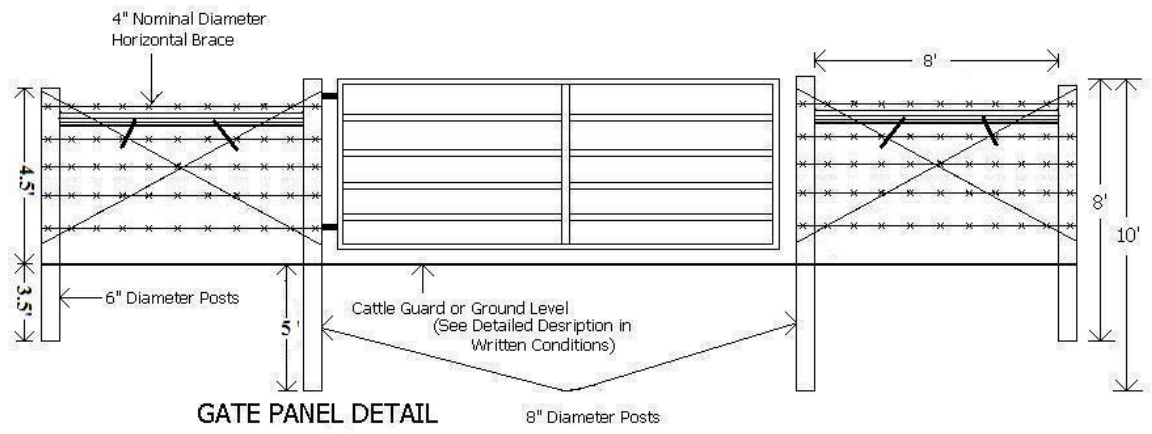 4" Nominal Diameter
Horizontal Brace
8'
4.5'
8'
10'
3.5'
6" Diameter Posts
5'
Cattle Guard or Ground Level
(See Detailed Desription in
Written Conditions)
GATE PANEL DETAIL
8" Diameter Posts